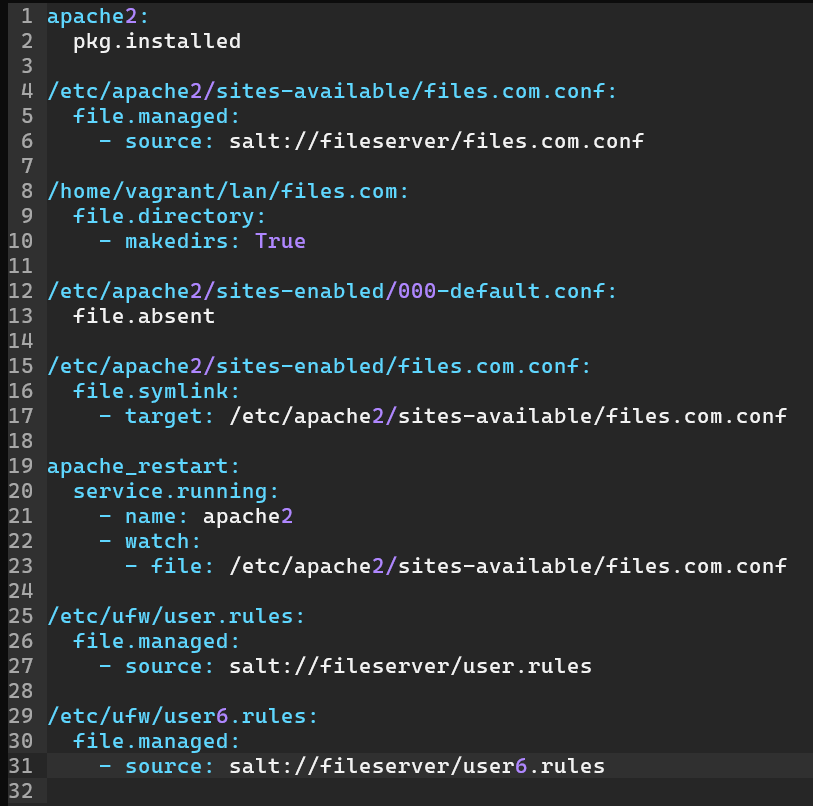 1 apache2:
2   pkg.installed
3
4 /etc/apache2/sites-available/files.com.conf:
5   file.managed:
6     - source: salt://fileserver/files.com.conf
7
8 /home/vagrant/lan/files.com:
9   file.directory:
10     - makedirs: True
11
12 /etc/apache2/sites-enabled/000-default.conf:
13   file.absent
14
15 /etc/apache2/sites-enabled/files.com.conf:
16   file.symlink:
17     - target: /etc/apache2/sites-available/files.com.conf
18
19 apache_restart:
20   service.running:
21     - name: apache2
22     - watch:
23       - file: /etc/apache2/sites-available/files.com.conf
24
25 /etc/ufw/user.rules:
26   file.managed:
27     - source: salt://fileserver/user.rules
28
29 /etc/ufw/user6.rules:
30   file.managed:
31     - source: salt://fileserver/user6.rules
32